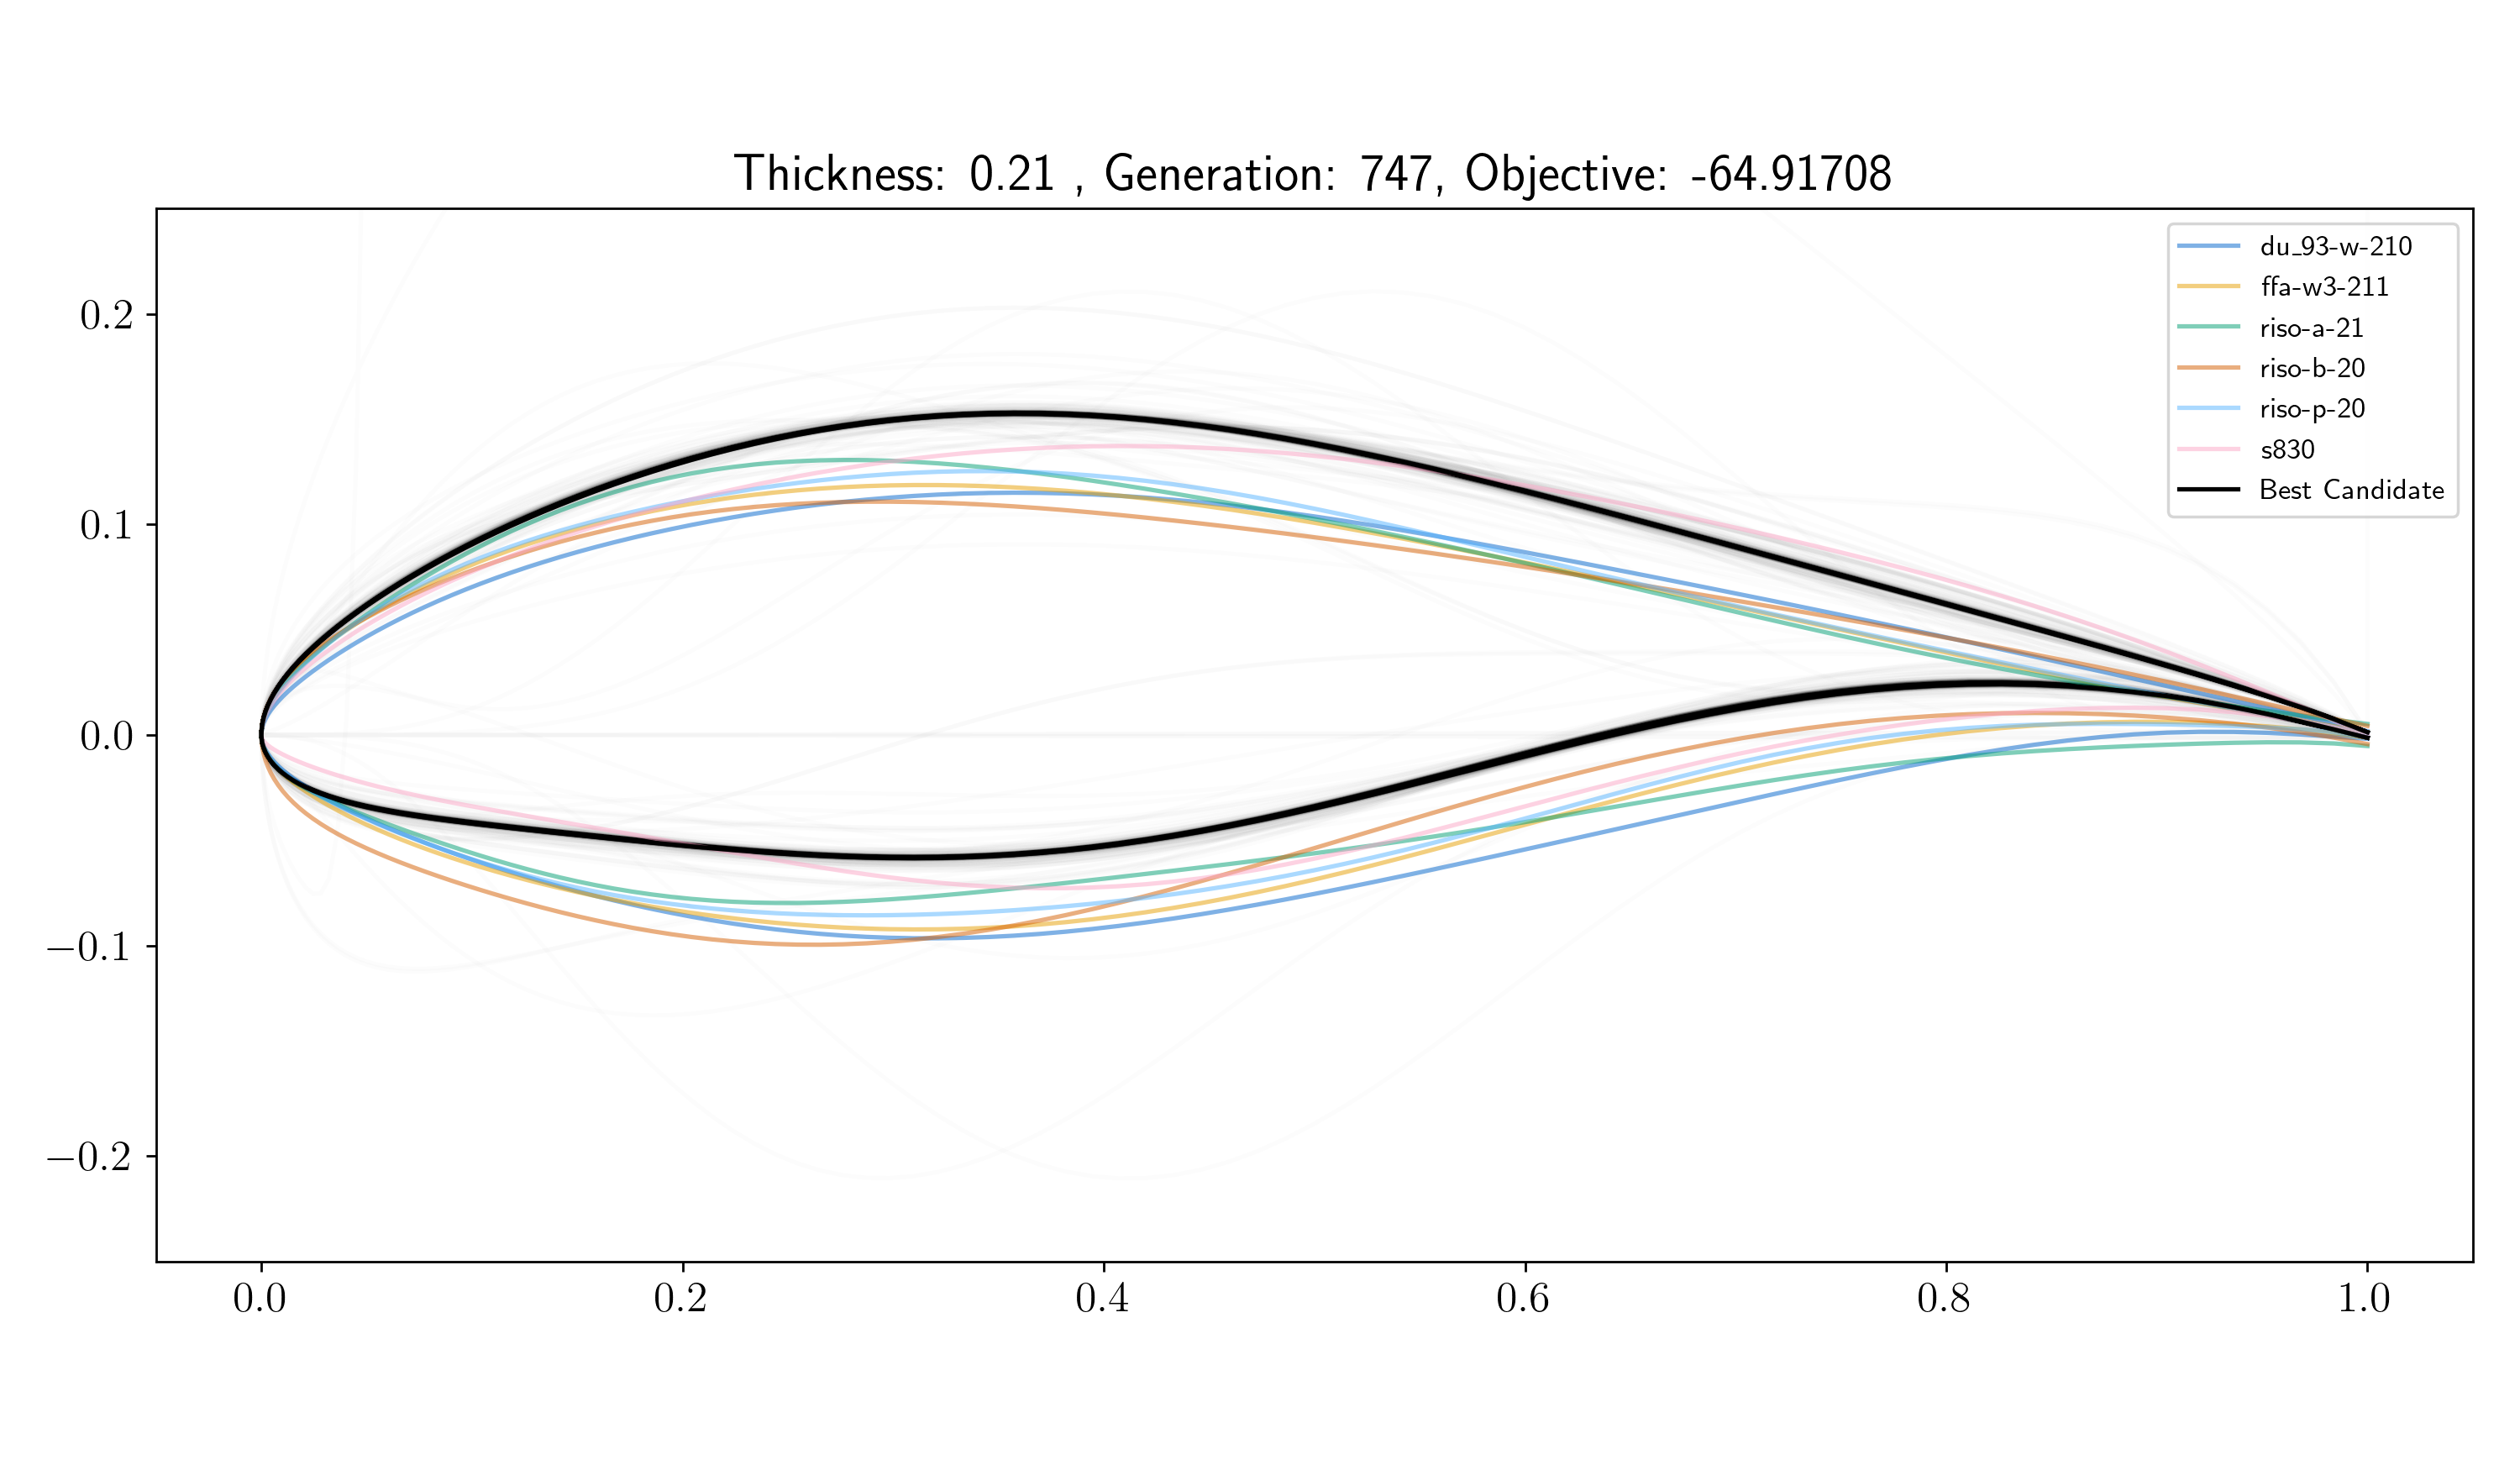 Thickness: 0.21 , Generation: 747, Objective: -64.91708
du_93-w-210
ffa-w3-211
riso-a-21
riso-b-20
riso-p-20
s830
Best Candidate
0.2
0.1
0.0
−0.1
−0.2
0.0 0.2 0.4 0.6 0.8 1.0